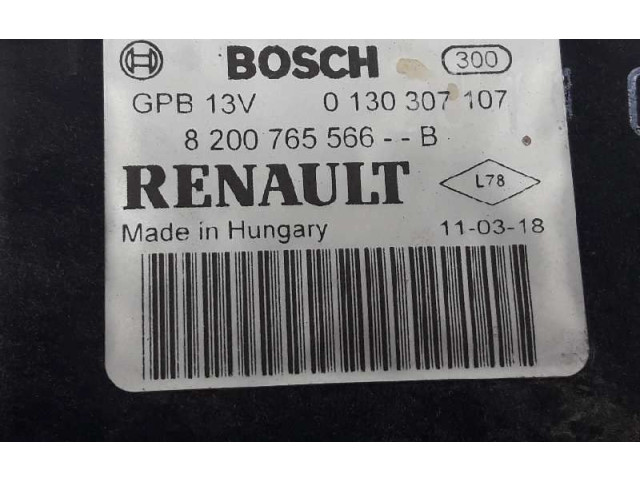 BOSCH 300
GPB 13V 0 130 307 107
8 200 765 566 - - B
RENAULT L78
Made in Hungary 11-03-18